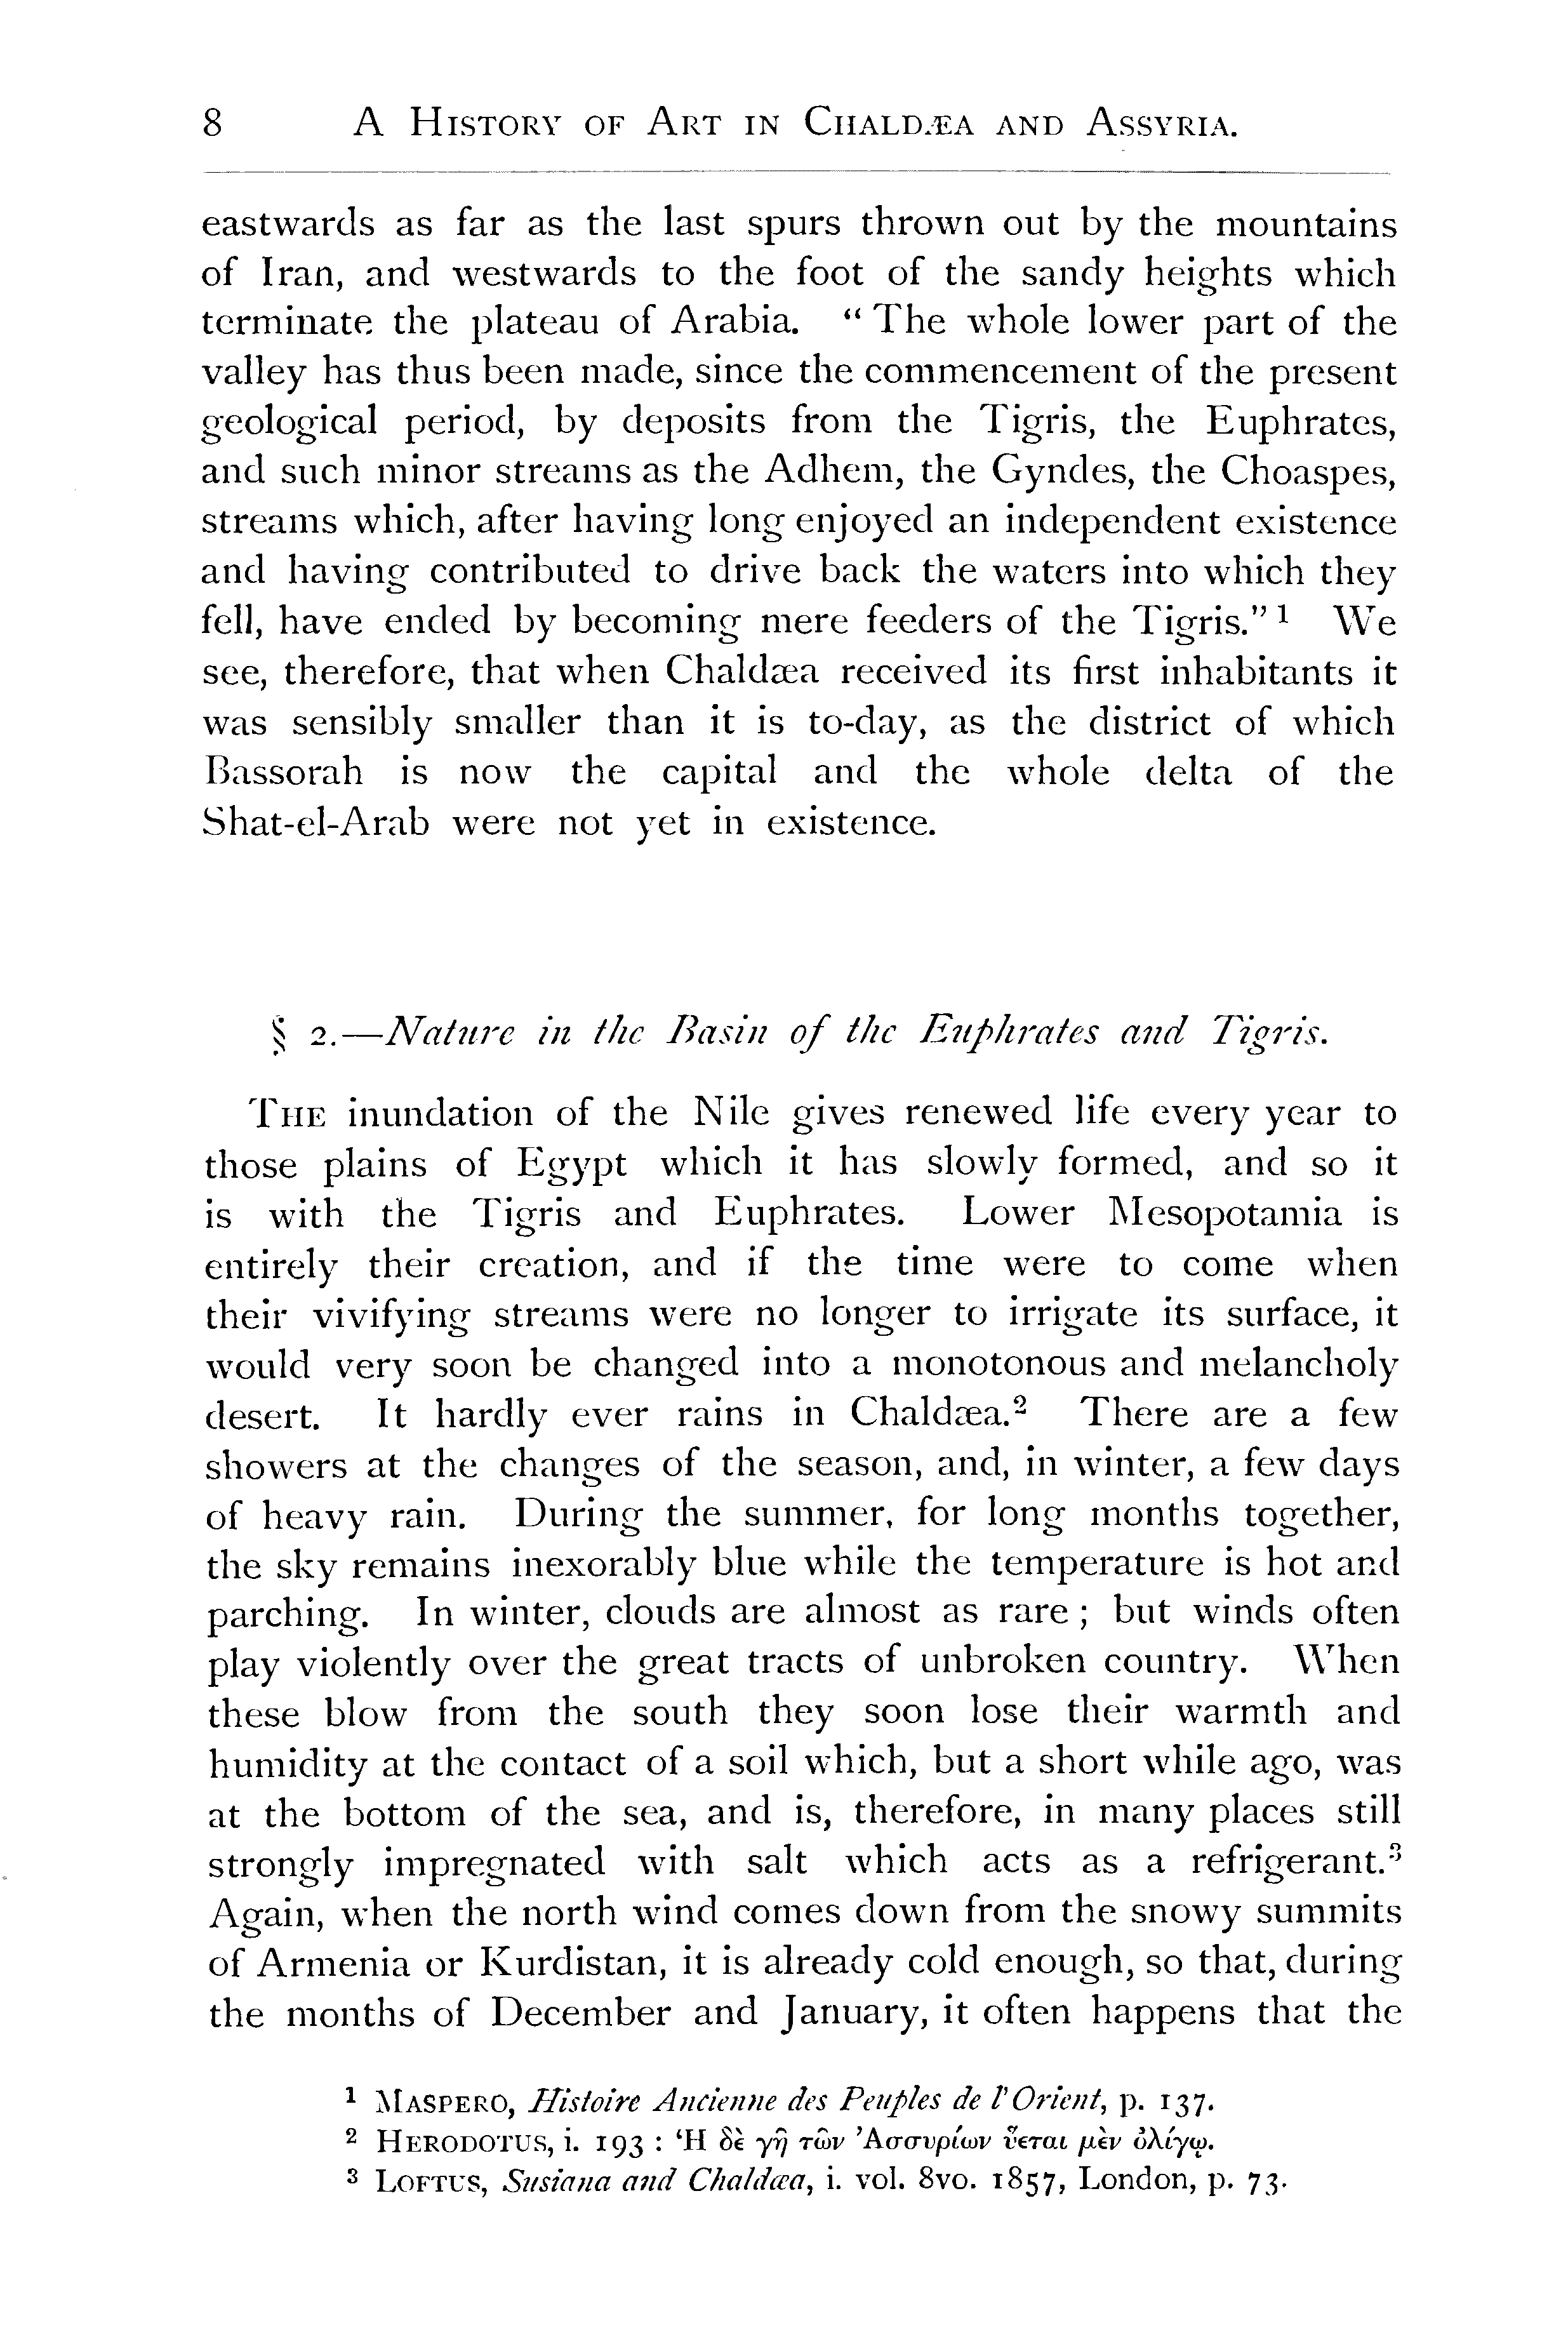 8 A HISTORY OF ART IN CHALDÆA AND ASSYRIA.
eastwards as far as the last spurs thrown out by the mountains
of Iran, and westwards to the foot of the sandy heights which
terminate the plateau of Arabia. “ The whole lower part of the
valley has thus been made, since the commencement of the present
geological period, by deposits from the Tigris, the Euphrates,
and such minor streams as the Adhem, the Gyndes, the Choaspes,
streams which, after having long enjoyed an independent existence
and having contributed to drive back the waters into which they
fell, have ended by becoming mere feeders of the Tigris.” ¹ We
see, therefore, that when Chaldæa received its first inhabitants it
was sensibly smaller than it is to-day, as the district of which
Bassorah is now the capital and the whole delta of the
Shat-el-Arab were not yet in existence.
§ 2.—Nature in the Basin of the Euphrates and Tigris.
THE inundation of the Nile gives renewed life every year to
those plains of Egypt which it has slowly formed, and so it
is with the Tigris and Euphrates. Lower Mesopotamia is
entirely their creation, and if the time were to come when
their vivifying streams were no longer to irrigate its surface, it
would very soon be changed into a monotonous and melancholy
desert. It hardly ever rains in Chaldæa.² There are a few
showers at the changes of the season, and, in winter, a few days
of heavy rain. During the summer, for long months together,
the sky remains inexorably blue while the temperature is hot and
parching. In winter, clouds are almost as rare ; but winds often
play violently over the great tracts of unbroken country. When
these blow from the south they soon lose their warmth and
humidity at the contact of a soil which, but a short while ago, was
at the bottom of the sea, and is, therefore, in many places still
strongly impregnated with salt which acts as a refrigerant.³
Again, when the north wind comes down from the snowy summits
of Armenia or Kurdistan, it is already cold enough, so that, during
the months of December and January, it often happens that the
¹ MASPERO, Histoire Ancienne des Peuples de l'Orient, p. 137.
² HERODOTUS, i. 193 : ‘Η δὲ γῆ τῶν ’Ασσυρίων ὕεται μὲν ὀλίγῳ.
³ LOFTUS, Susiana and Chaldæa, i. vol. 8vo. 1857, London, p. 73.